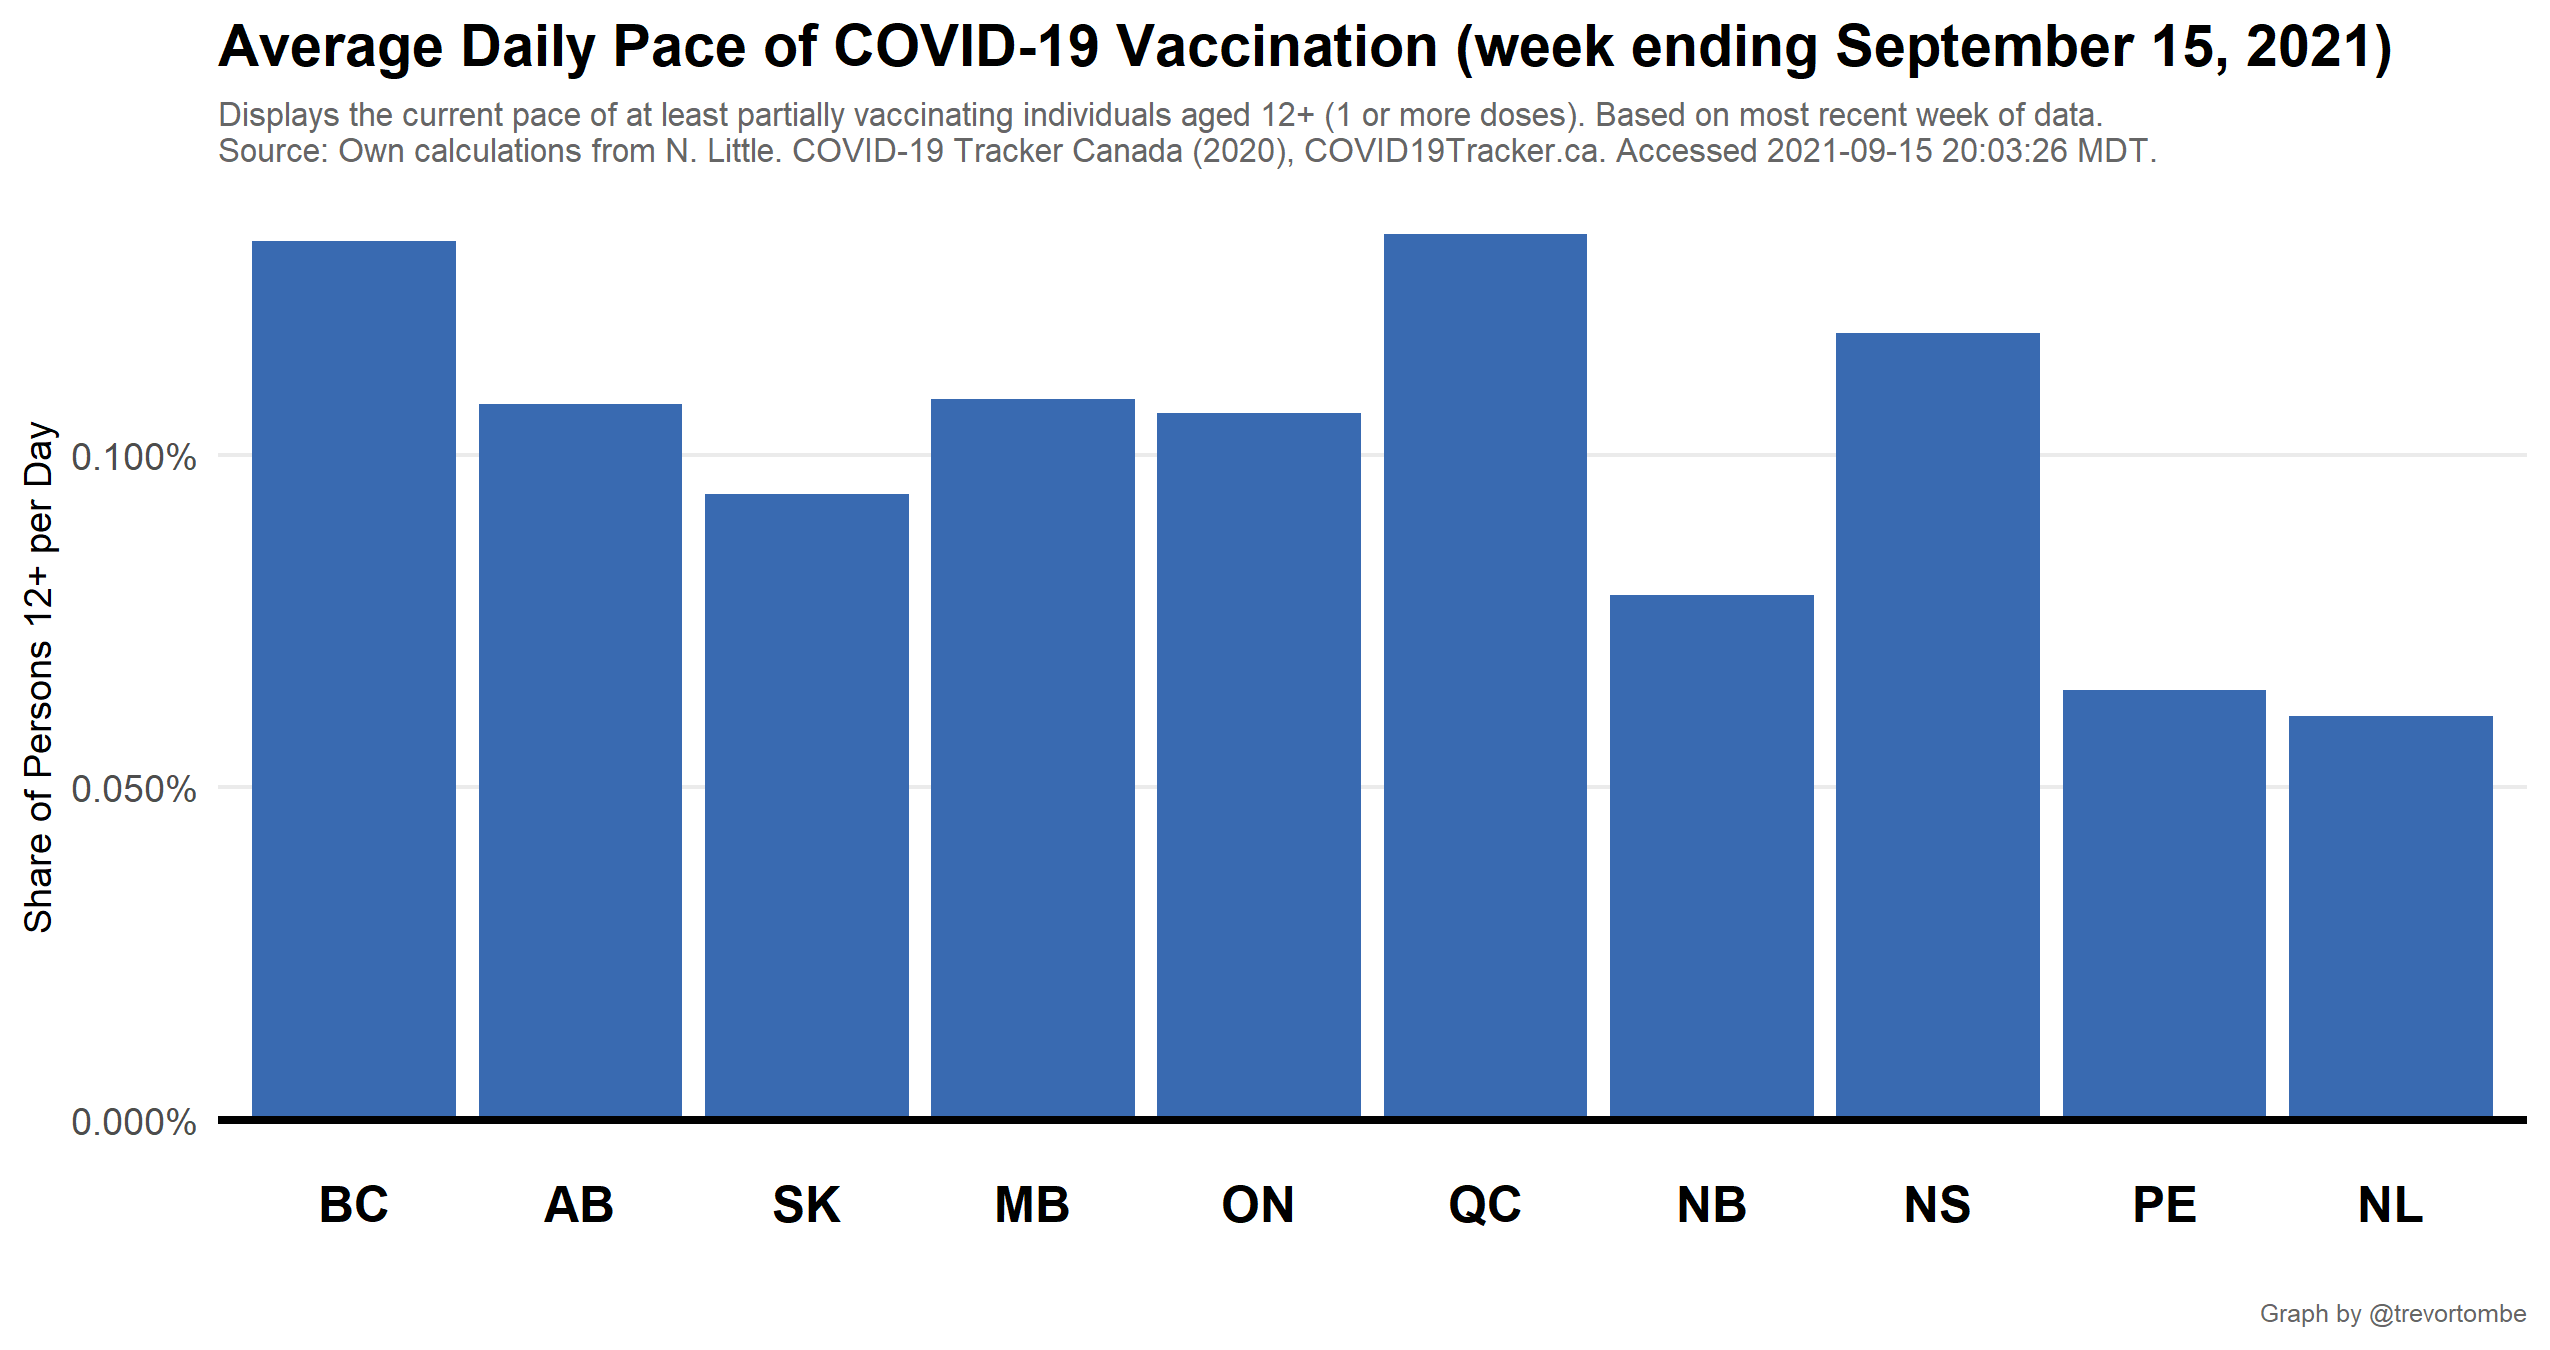 Average Daily Pace of COVID-19 Vaccination (week ending September 15, 2021)
Displays the current pace of at least partially vaccinating individuals aged 12+ (1 or more doses). Based on most recent week of data.
Source: Own calculations from N. Little. COVID-19 Tracker Canada (2020), COVID19Tracker.ca. Accessed 2021-09-15 20:03:26 MDT.
Share of Persons 12+ per Day
0.100%
0.050%
0.000%
BC AB SK MB ON QC NB NS PE NL
Graph by @trevortombe